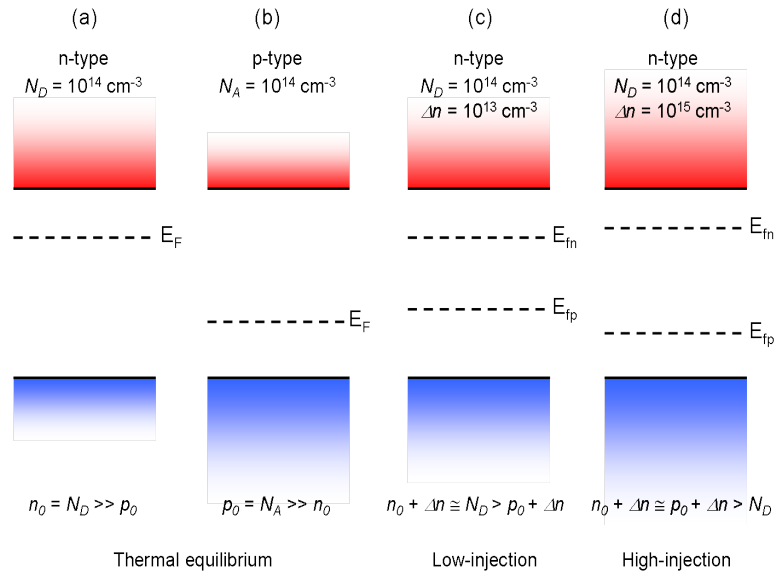 (a)
n-type
N_D = 10^14 cm^-3
E_F
n_0 = N_D >> p_0
(b)
p-type
N_A = 10^14 cm^-3
E_F
p_0 = N_A >> n_0
Thermal equilibrium
(c)
n-type
N_D = 10^14 cm^-3
Δn = 10^13 cm^-3
E_fn
E_fp
n_0 + Δn ≅ N_D > p_0 + Δn
Low-injection
(d)
n-type
N_D = 10^14 cm^-3
Δn = 10^15 cm^-3
E_fn
E_fp
n_0 + Δn ≅ p_0 + Δn > N_D
High-injection